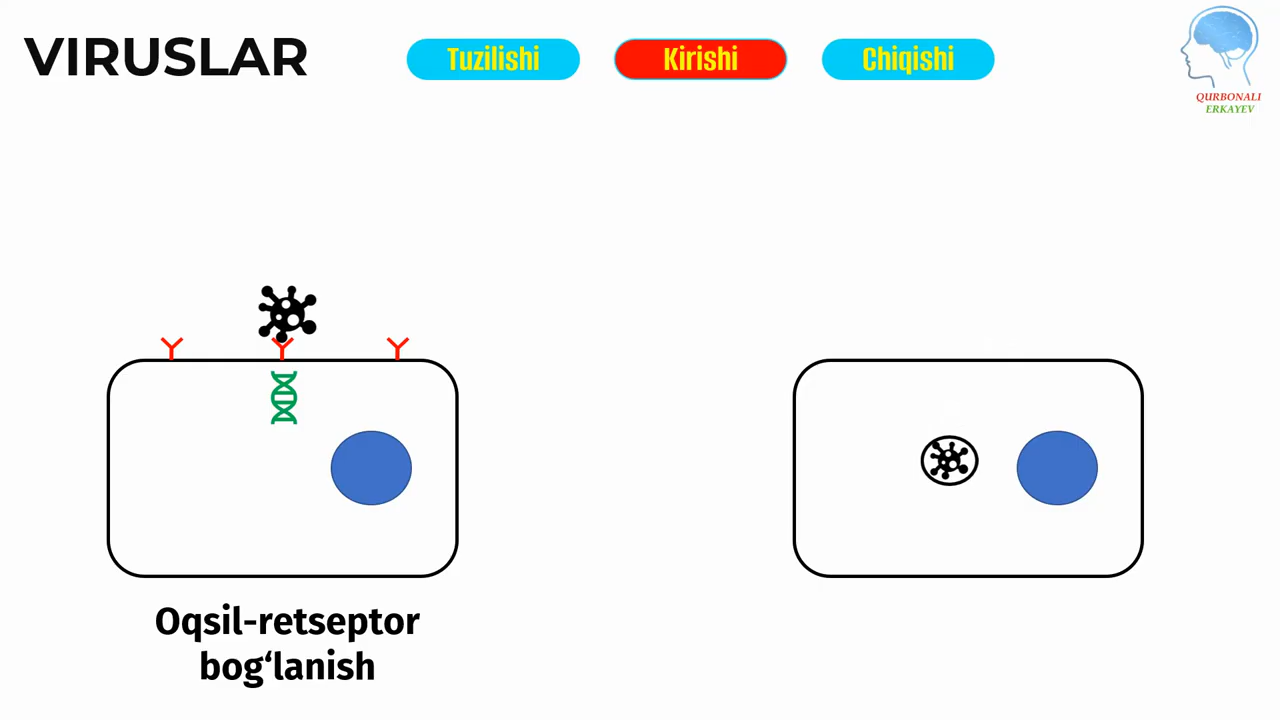 VIRUSLAR
Tuzilishi
Kirishi
Chiqishi
QURBONALI
ERKAYEV
Oqsil-retseptor
bog‘lanish